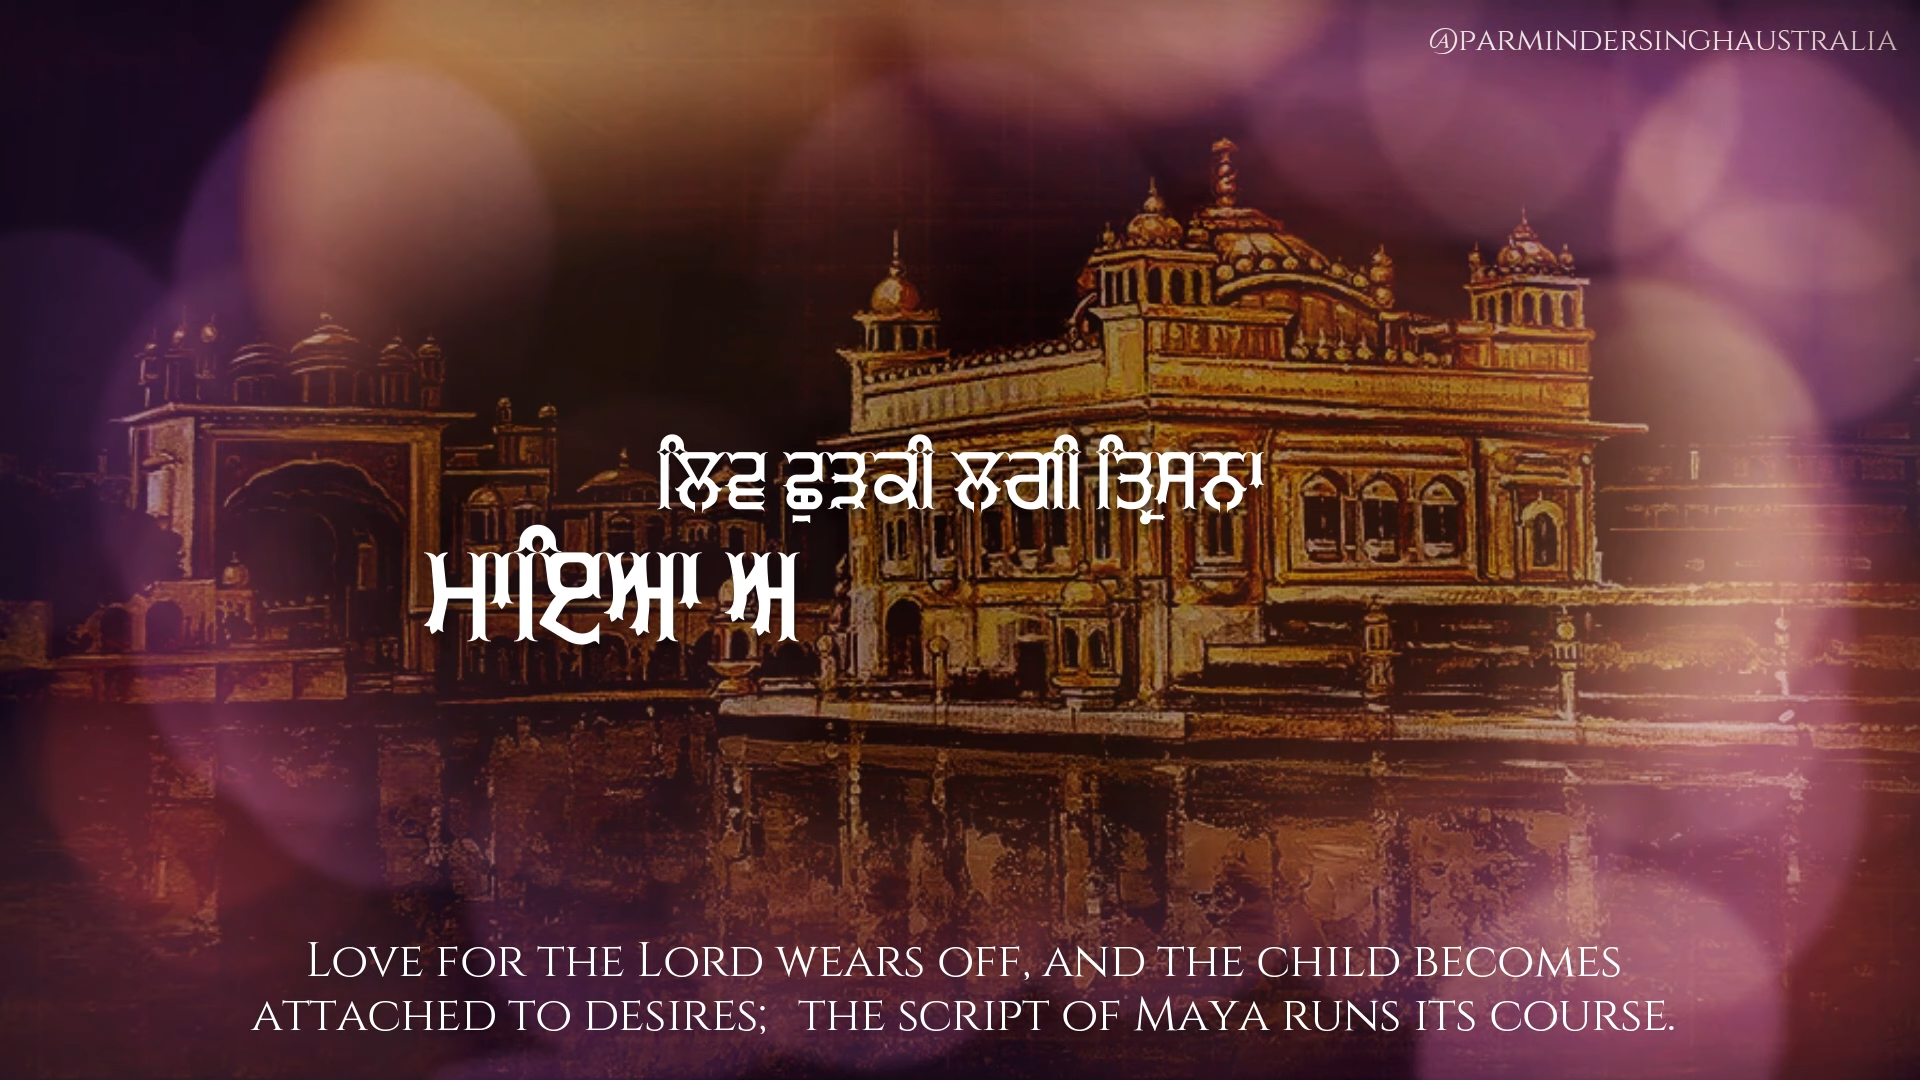 @parmindersinghaustralia
ਲਿਵ ਛੁੜਕੀ ਲਗੀ ਤ੍ਰਿਸਨਾ
ਮਾਇਆ ਅ
Love for the Lord wears off, and the child becomes
attached to desires; the script of Maya runs its course.